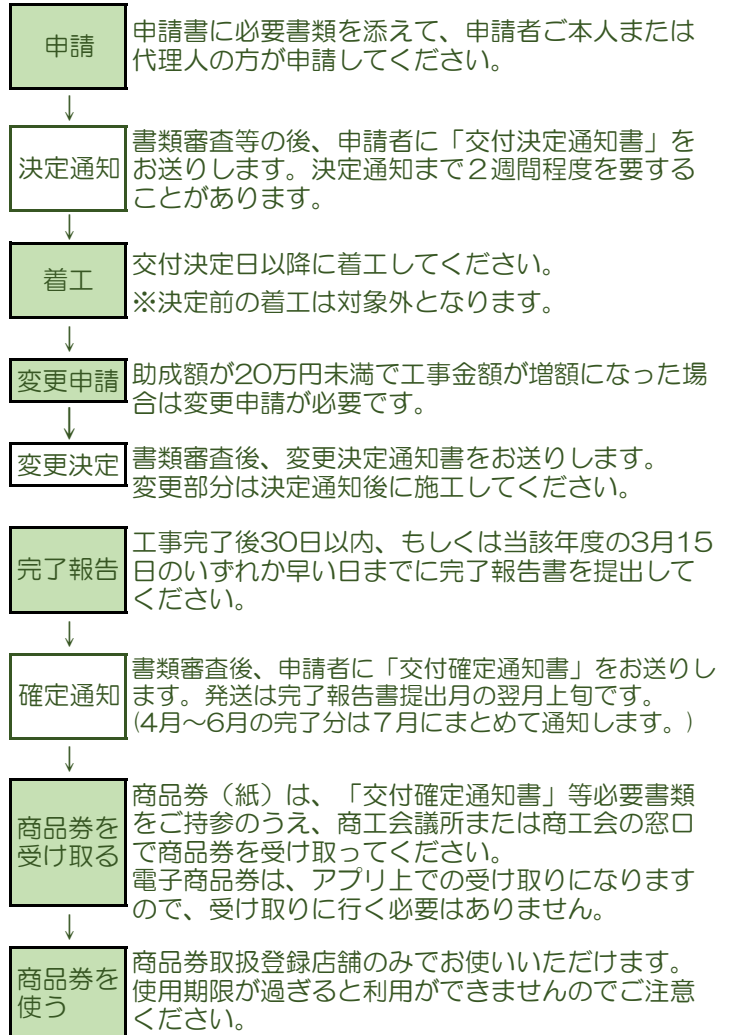 申請
申請書に必要書類を添えて、申請者ご本人または
代理人の方が申請してください。
↓
決定通知
書類審査等の後、申請者に「交付決定通知書」を
お送りします。決定通知まで２週間程度を要する
ことがあります。
↓
着工
交付決定日以降に着工してください。
※決定前の着工は対象外となります。
↓
変更申請
助成額が20万円未満で工事金額が増額になった場
合は変更申請が必要です。
↓
変更決定
書類審査後、変更決定通知書をお送りします。
変更部分は決定通知後に施工してください。
完了報告
工事完了後30日以内、もしくは当該年度の3月15
日のいずれか早い日までに完了報告書を提出して
ください。
↓
確定通知
書類審査後、申請者に「交付確定通知書」をお送りし
ます。発送は完了報告書提出月の翌月上旬です。
(4月～6月の完了分は７月にまとめて通知します。)
↓
商品券を
受け取る
商品券（紙）は、「交付確定通知書」等必要書類
をご持参のうえ、商工会議所または商工会の窓口
で商品券を受け取ってください。
電子商品券は、アプリ上での受け取りになります
ので、受け取りに行く必要はありません。
↓
商品券を
使う
商品券取扱登録店舗のみでお使いいただけます。
使用期限が過ぎると利用ができませんのでご注意
ください。